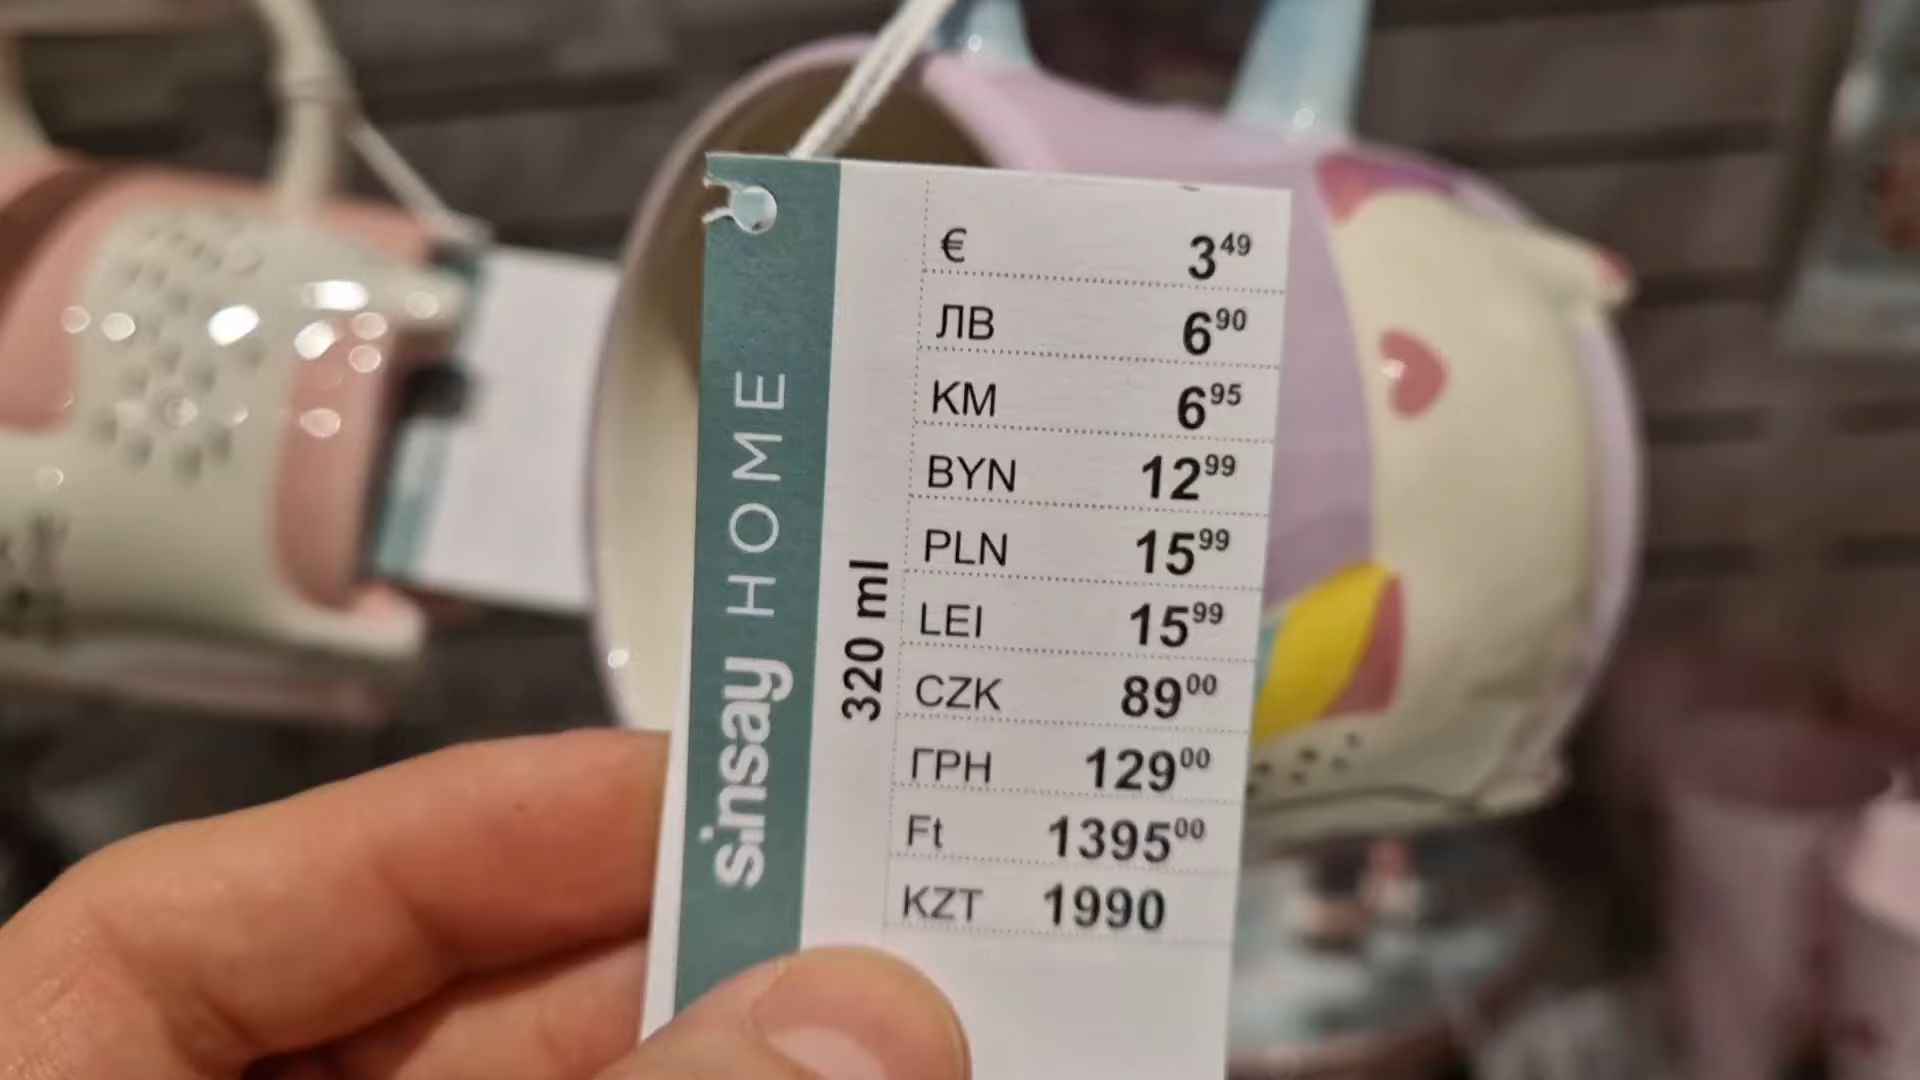 € 3⁴⁹
ЛВ 6⁹⁰
KM 6⁹⁵
BYN 12⁹⁹
PLN 15⁹⁹
LEI 15⁹⁹
CZK 89⁰⁰
ГРН 129⁰⁰
Ft 1395⁰⁰
KZT 1990
320 ml
sinsay HOME